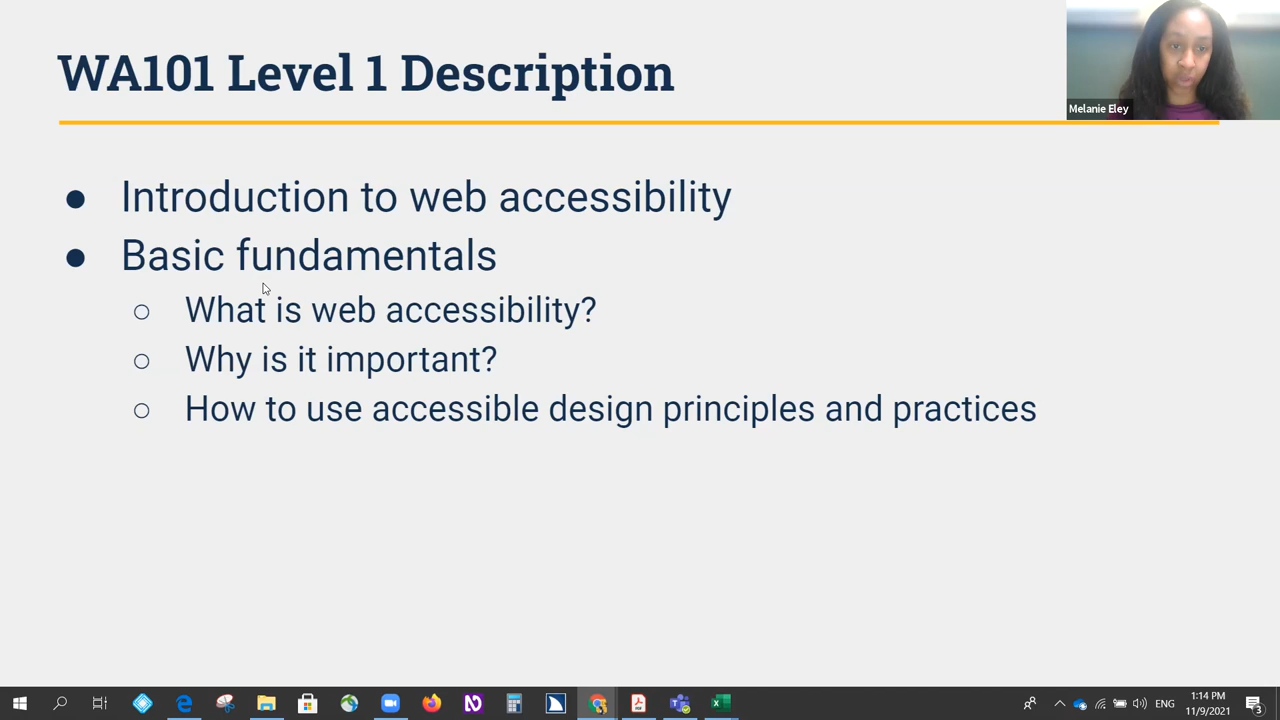 WA101 Level 1 Description
Melanie Eley
● Introduction to web accessibility
● Basic fundamentals
○ What is web accessibility?
○ Why is it important?
○ How to use accessible design principles and practices
ENG
1:14 PM
11/9/2021
3